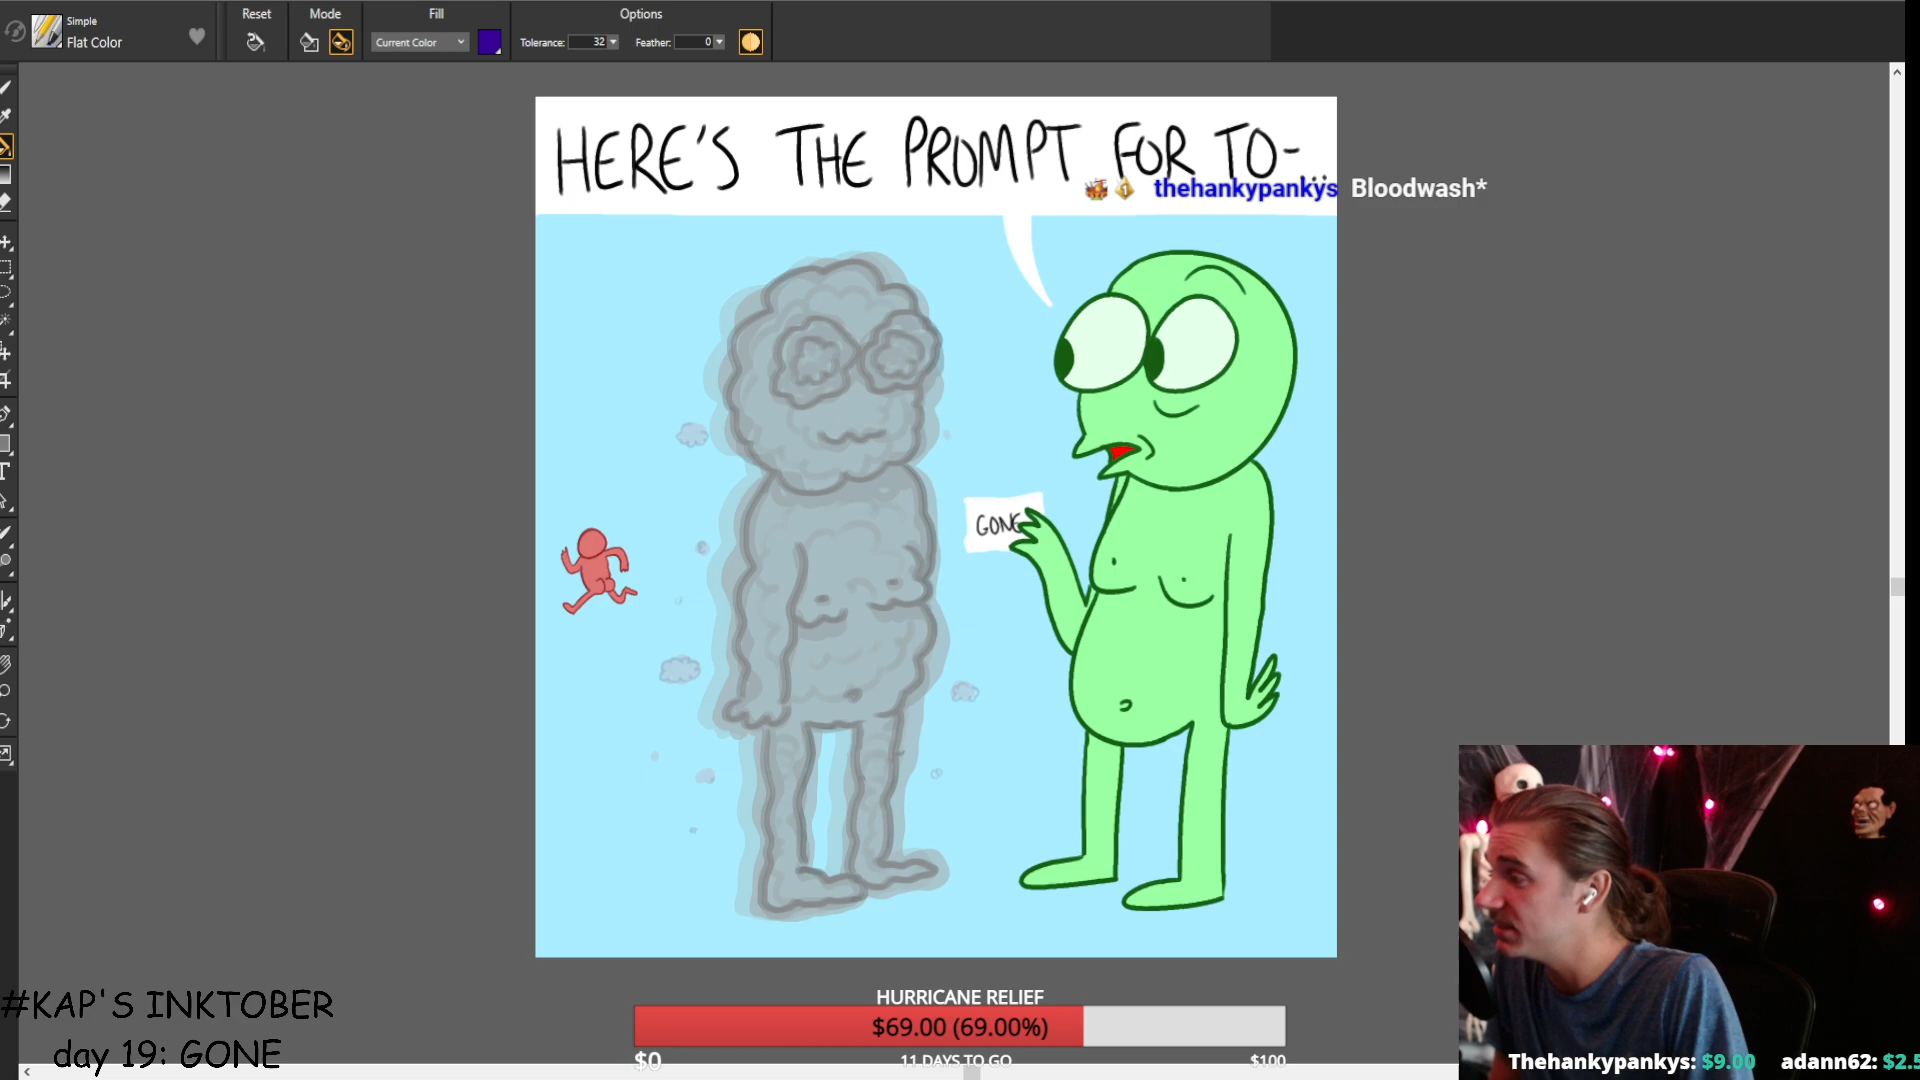 Simple
Flat Color
Reset
Mode
Fill
Current Color
Options
Tolerance: 32
Feather: 0
HERE'S THE PROMPT FOR TO-
thehankypankys Bloodwash*
GONE
#KAP'S INKTOBER
day 19: GONE
HURRICANE RELIEF
$69.00 (69.00%)
$0
11 DAYS TO GO
$100
Thehankypankys: $9.00 adann62: $2.5